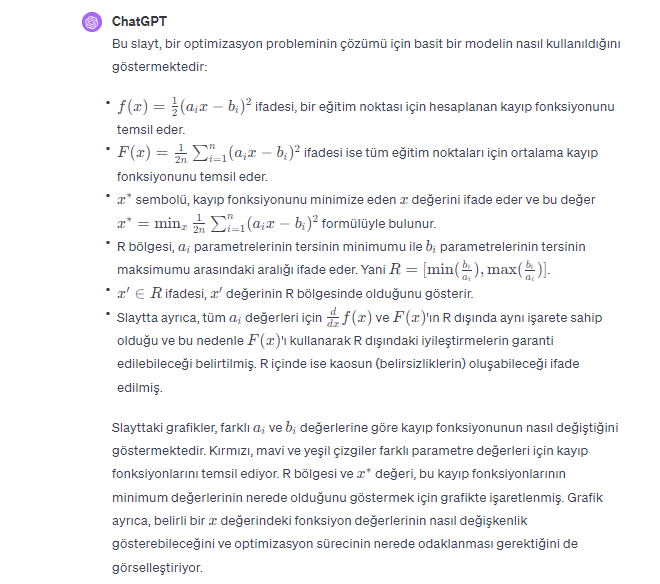 ChatGPT
Bu slayt, bir optimizasyon probleminin çözümü için basit bir modelin nasıl kullanıldığını
göstermektedir:
• f(x) = 1/2(aᵢx − bᵢ)² ifadesi, bir eğitim noktası için hesaplanan kayıp fonksiyonunu
temsil eder.
• F(x) = 1/2n ∑ᵢ₌₁ⁿ(aᵢx − bᵢ)² ifadesi ise tüm eğitim noktaları için ortalama kayıp
fonksiyonunu temsil eder.
• x* sembolü, kayıp fonksiyonunu minimize eden x değerini ifade eder ve bu değer
x* = minₓ 1/2n ∑ᵢ₌₁ⁿ(aᵢx − bᵢ)² formülüyle bulunur.
• R bölgesi, aᵢ parametrelerinin tersinin minimumu ile bᵢ parametrelerinin tersinin
maksimumu arasındaki aralığı ifade eder. Yani R = [min(bᵢ/aᵢ), max(bᵢ/aᵢ)].
• x′ ∈ R ifadesi, x′ değerinin R bölgesinde olduğunu gösterir.
• Slaytta ayrıca, tüm aᵢ değerleri için d/dx f(x) ve F(x)'ın R dışında aynı işarete sahip
olduğu ve bu nedenle F(x)'ı kullanarak R dışındaki iyileştirmelerin garanti
edilebileceği belirtilmiş. R içinde ise kaosun (belirsizliklerin) oluşabileceği ifade
edilmiş.
Slayttaki grafikler, farklı aᵢ ve bᵢ değerlerine göre kayıp fonksiyonunun nasıl değiştiğini
göstermektedir. Kırmızı, mavi ve yeşil çizgiler farklı parametre değerleri için kayıp
fonksiyonlarını temsil ediyor. R bölgesi ve x* değeri, bu kayıp fonksiyonlarının
minimum değerlerinin nerede olduğunu göstermek için grafikte işaretlenmiş. Grafik
ayrıca, belirli bir x değerindeki fonksiyon değerlerinin nasıl değişkenlik
gösterebileceğini ve optimizasyon sürecinin nerede odaklanması gerektiğini de
görselleştiriyor.